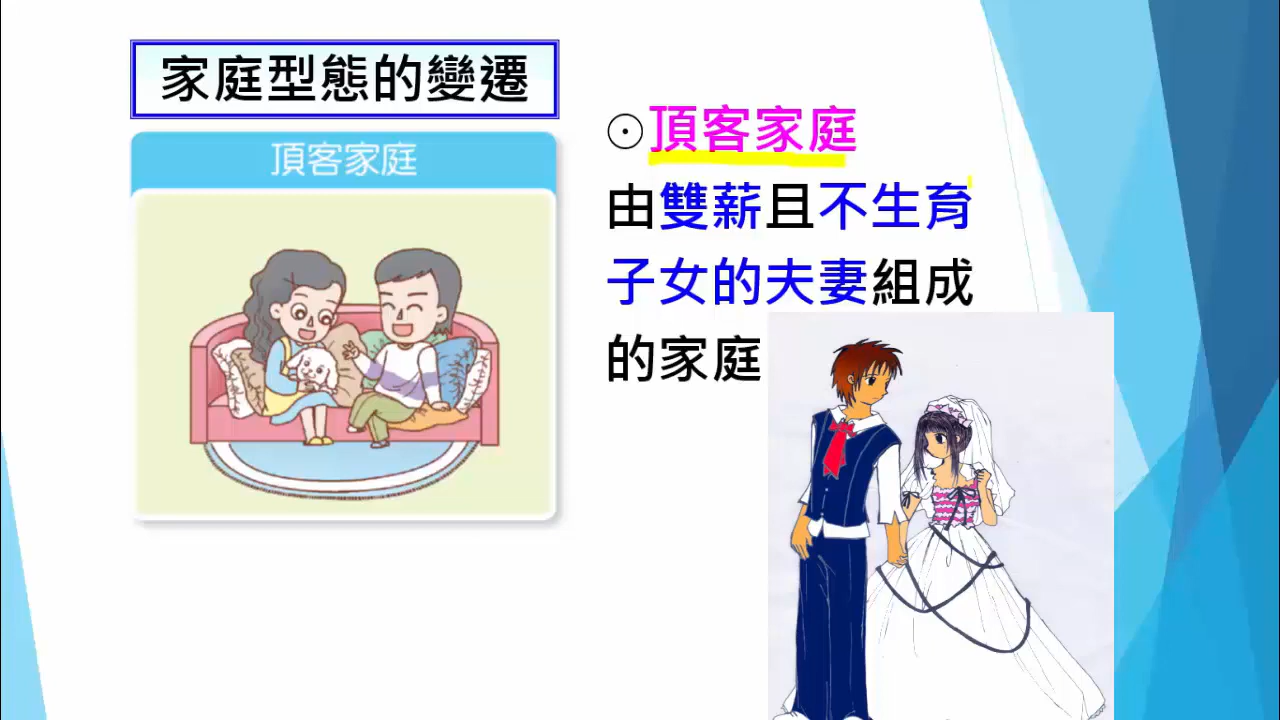 家庭型態的變遷
頂客家庭
⊙頂客家庭
由雙薪且不生育
子女的夫妻組成
的家庭